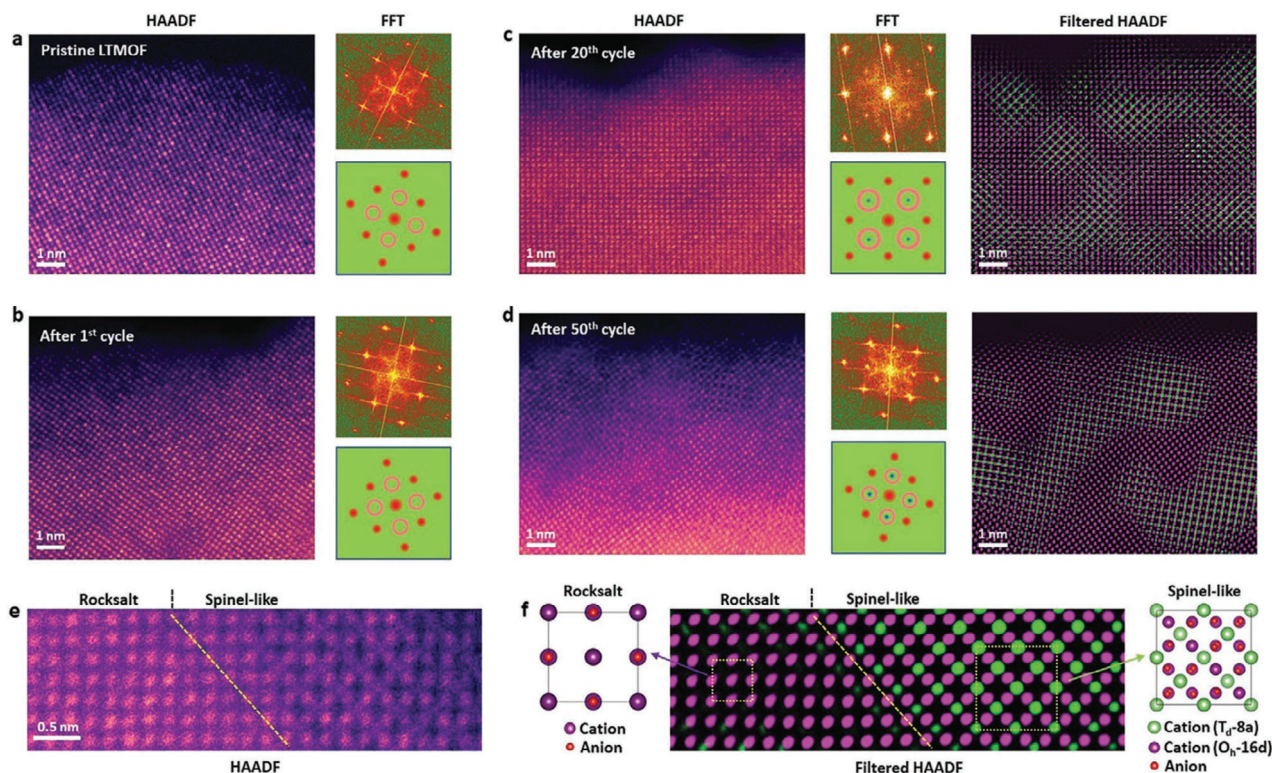 HAADF FFT HAADF FFT Filtered HAADF
a Pristine LTMOF
1 nm
c After 20th cycle
1 nm
1 nm
b After 1st cycle
1 nm
d After 50th cycle
1 nm
1 nm
e Rocksalt Spinel-like
0.5 nm
HAADF
f Rocksalt
Cation
Anion
Rocksalt Spinel-like
Filtered HAADF
Spinel-like
Cation (Td-8a)
Cation (Oh-16d)
Anion